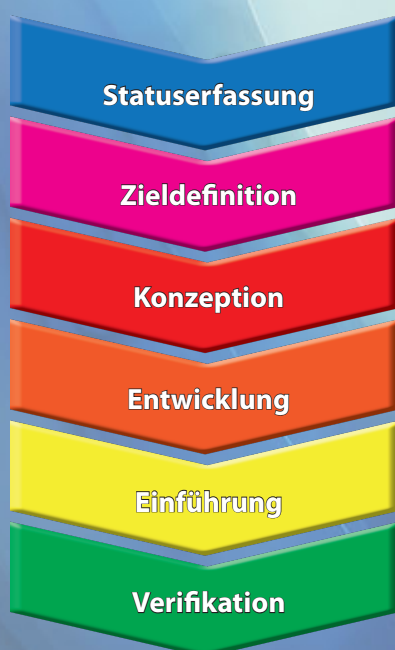 Statuserfassung
Zieldefinition
Konzeption
Entwicklung
Einführung
Verifikation